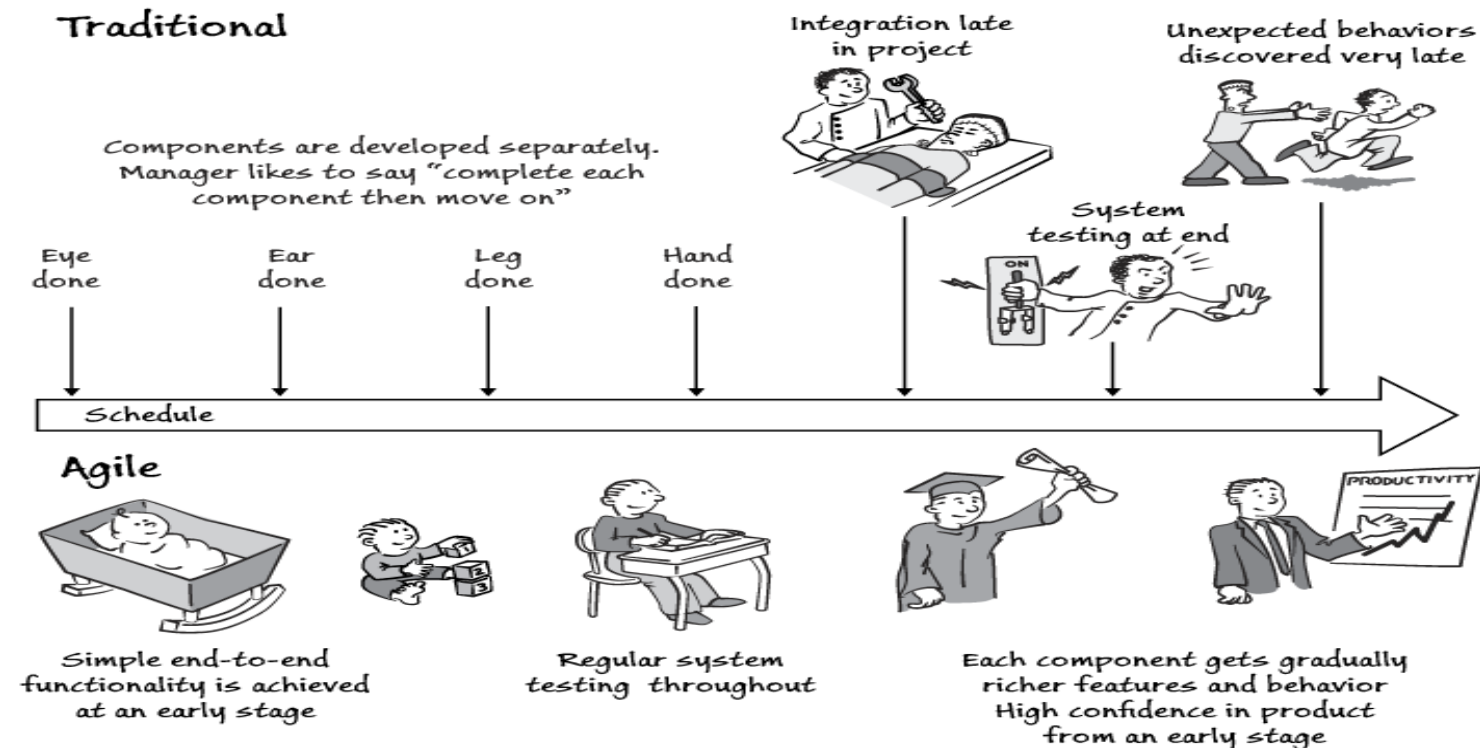 Traditional
Integration late
in project
Unexpected behaviors
discovered very late
Components are developed separately.
Manager likes to say “complete each
component then move on”
System
testing at end
Eye
done
Ear
done
Leg
done
Hand
done
ON
Schedule
Agile
PRODUCTIVITY
1
2
3
Simple end-to-end
functionality is achieved
at an early stage
Regular system
testing throughout
Each component gets gradually
richer features and behavior
High confidence in product
from an early stage